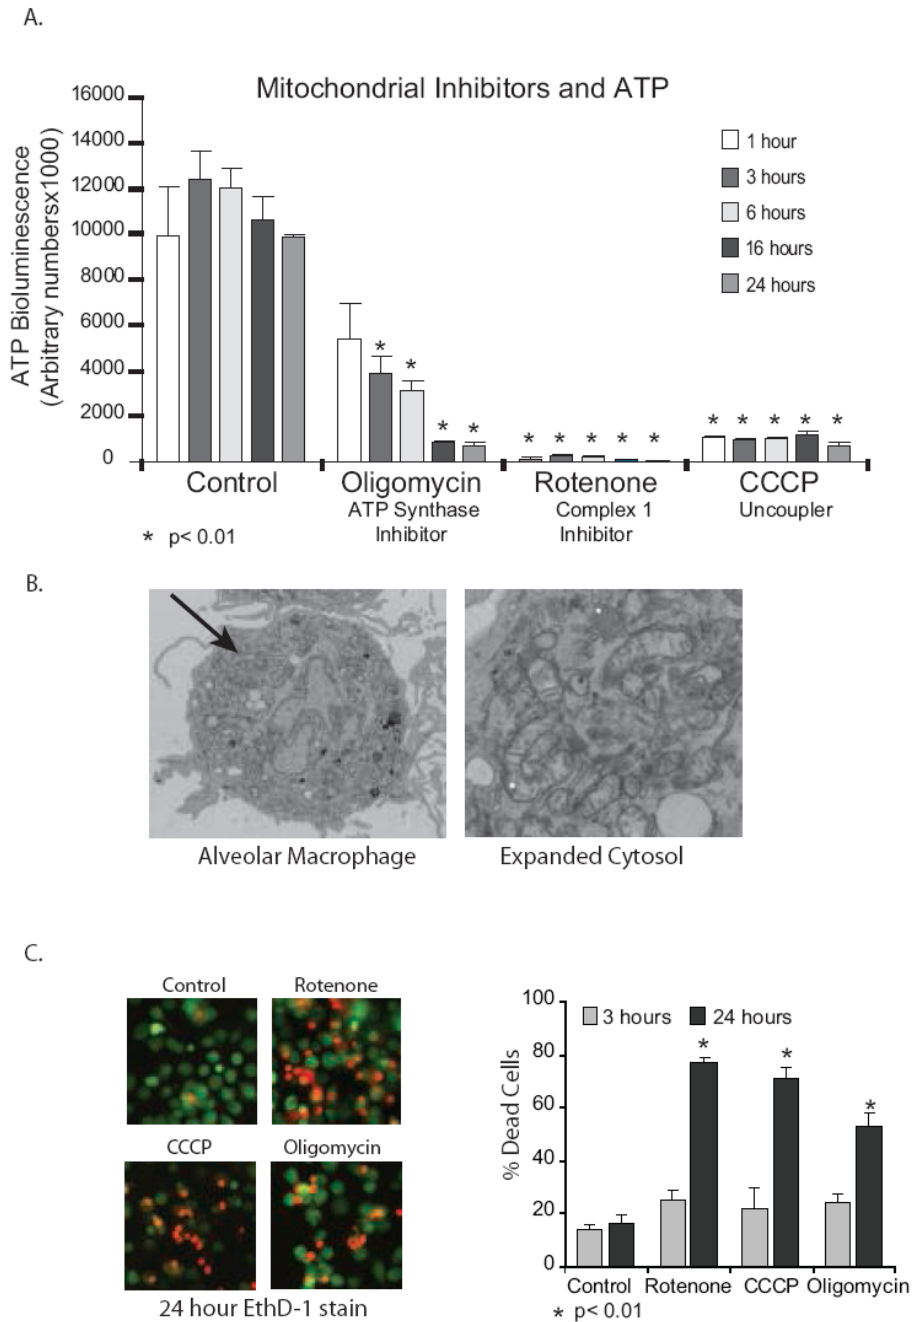 A.
Mitochondrial Inhibitors and ATP
ATP Bioluminescence
(Arbitrary numbersx1000)
16000
14000
12000
10000
8000
6000
4000
2000
0
1 hour
3 hours
6 hours
16 hours
24 hours
* *
* *
* * * * *
* * * * *
Control Oligomycin Rotenone CCCP
ATP Synthase Complex 1 Uncoupler
Inhibitor Inhibitor
* p< 0.01
B.
Alveolar Macrophage Expanded Cytosol
C.
Control Rotenone
CCCP Oligomycin
24 hour EthD-1 stain
% Dead Cells
100
80
60
40
20
0
3 hours 24 hours
* * *
Control Rotenone CCCP Oligomycin
* p< 0.01